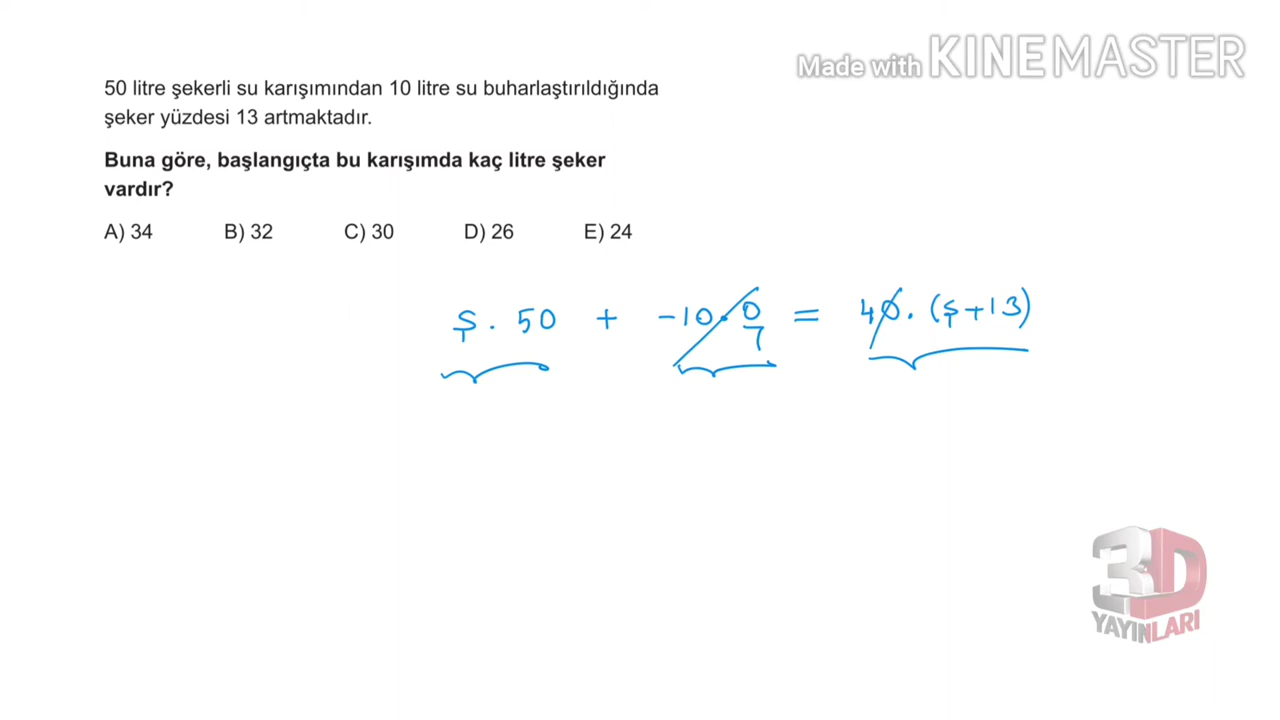 Made with KINEMASTER
50 litre şekerli su karışımından 10 litre su buharlaştırıldığında
şeker yüzdesi 13 artmaktadır.
Buna göre, başlangıçta bu karışımda kaç litre şeker
vardır?
A) 34 B) 32 C) 30 D) 26 E) 24
Ş . 50 + -10 . 0 = 40 . (Ş+13)
7
3D
YAYINLARI